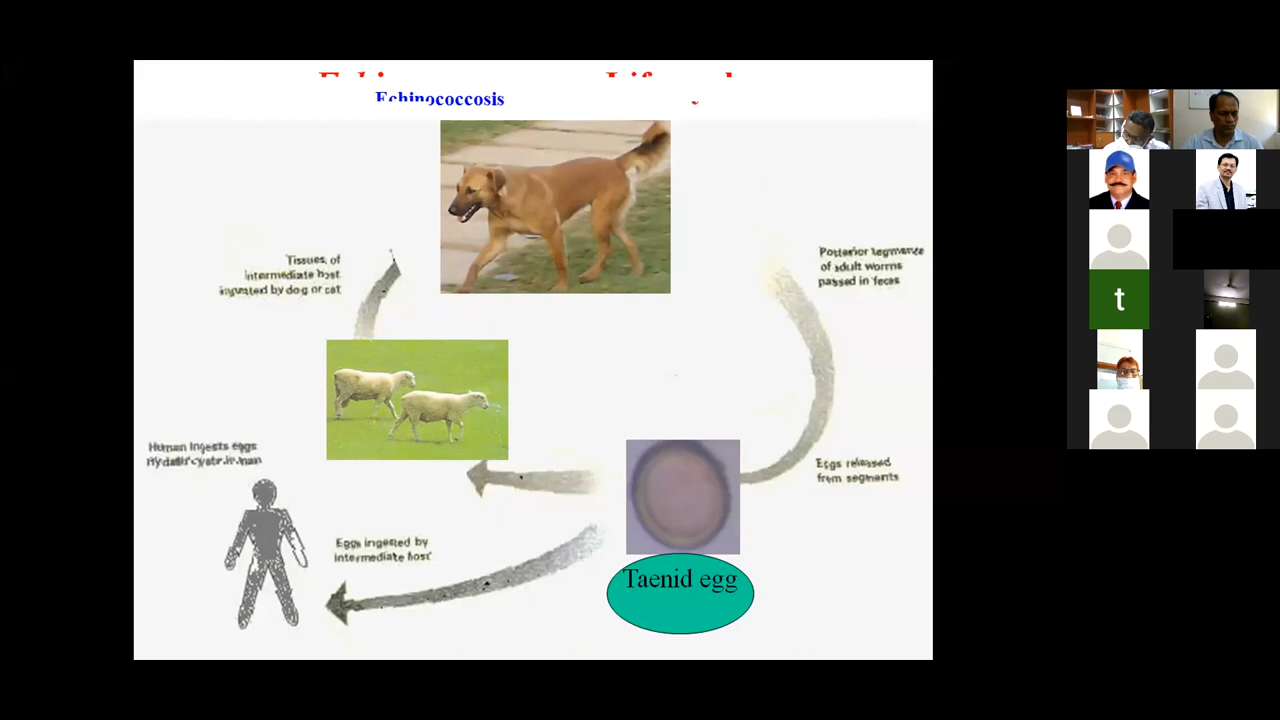 Echinococcosis
Tissues of
intermediate host
ingested by dog or cat
Posterior segments
of adult worms
passed in feces
Human ingests eggs
Eggs released
from segments
Eggs ingested by
intermediate host
Taenid egg
t